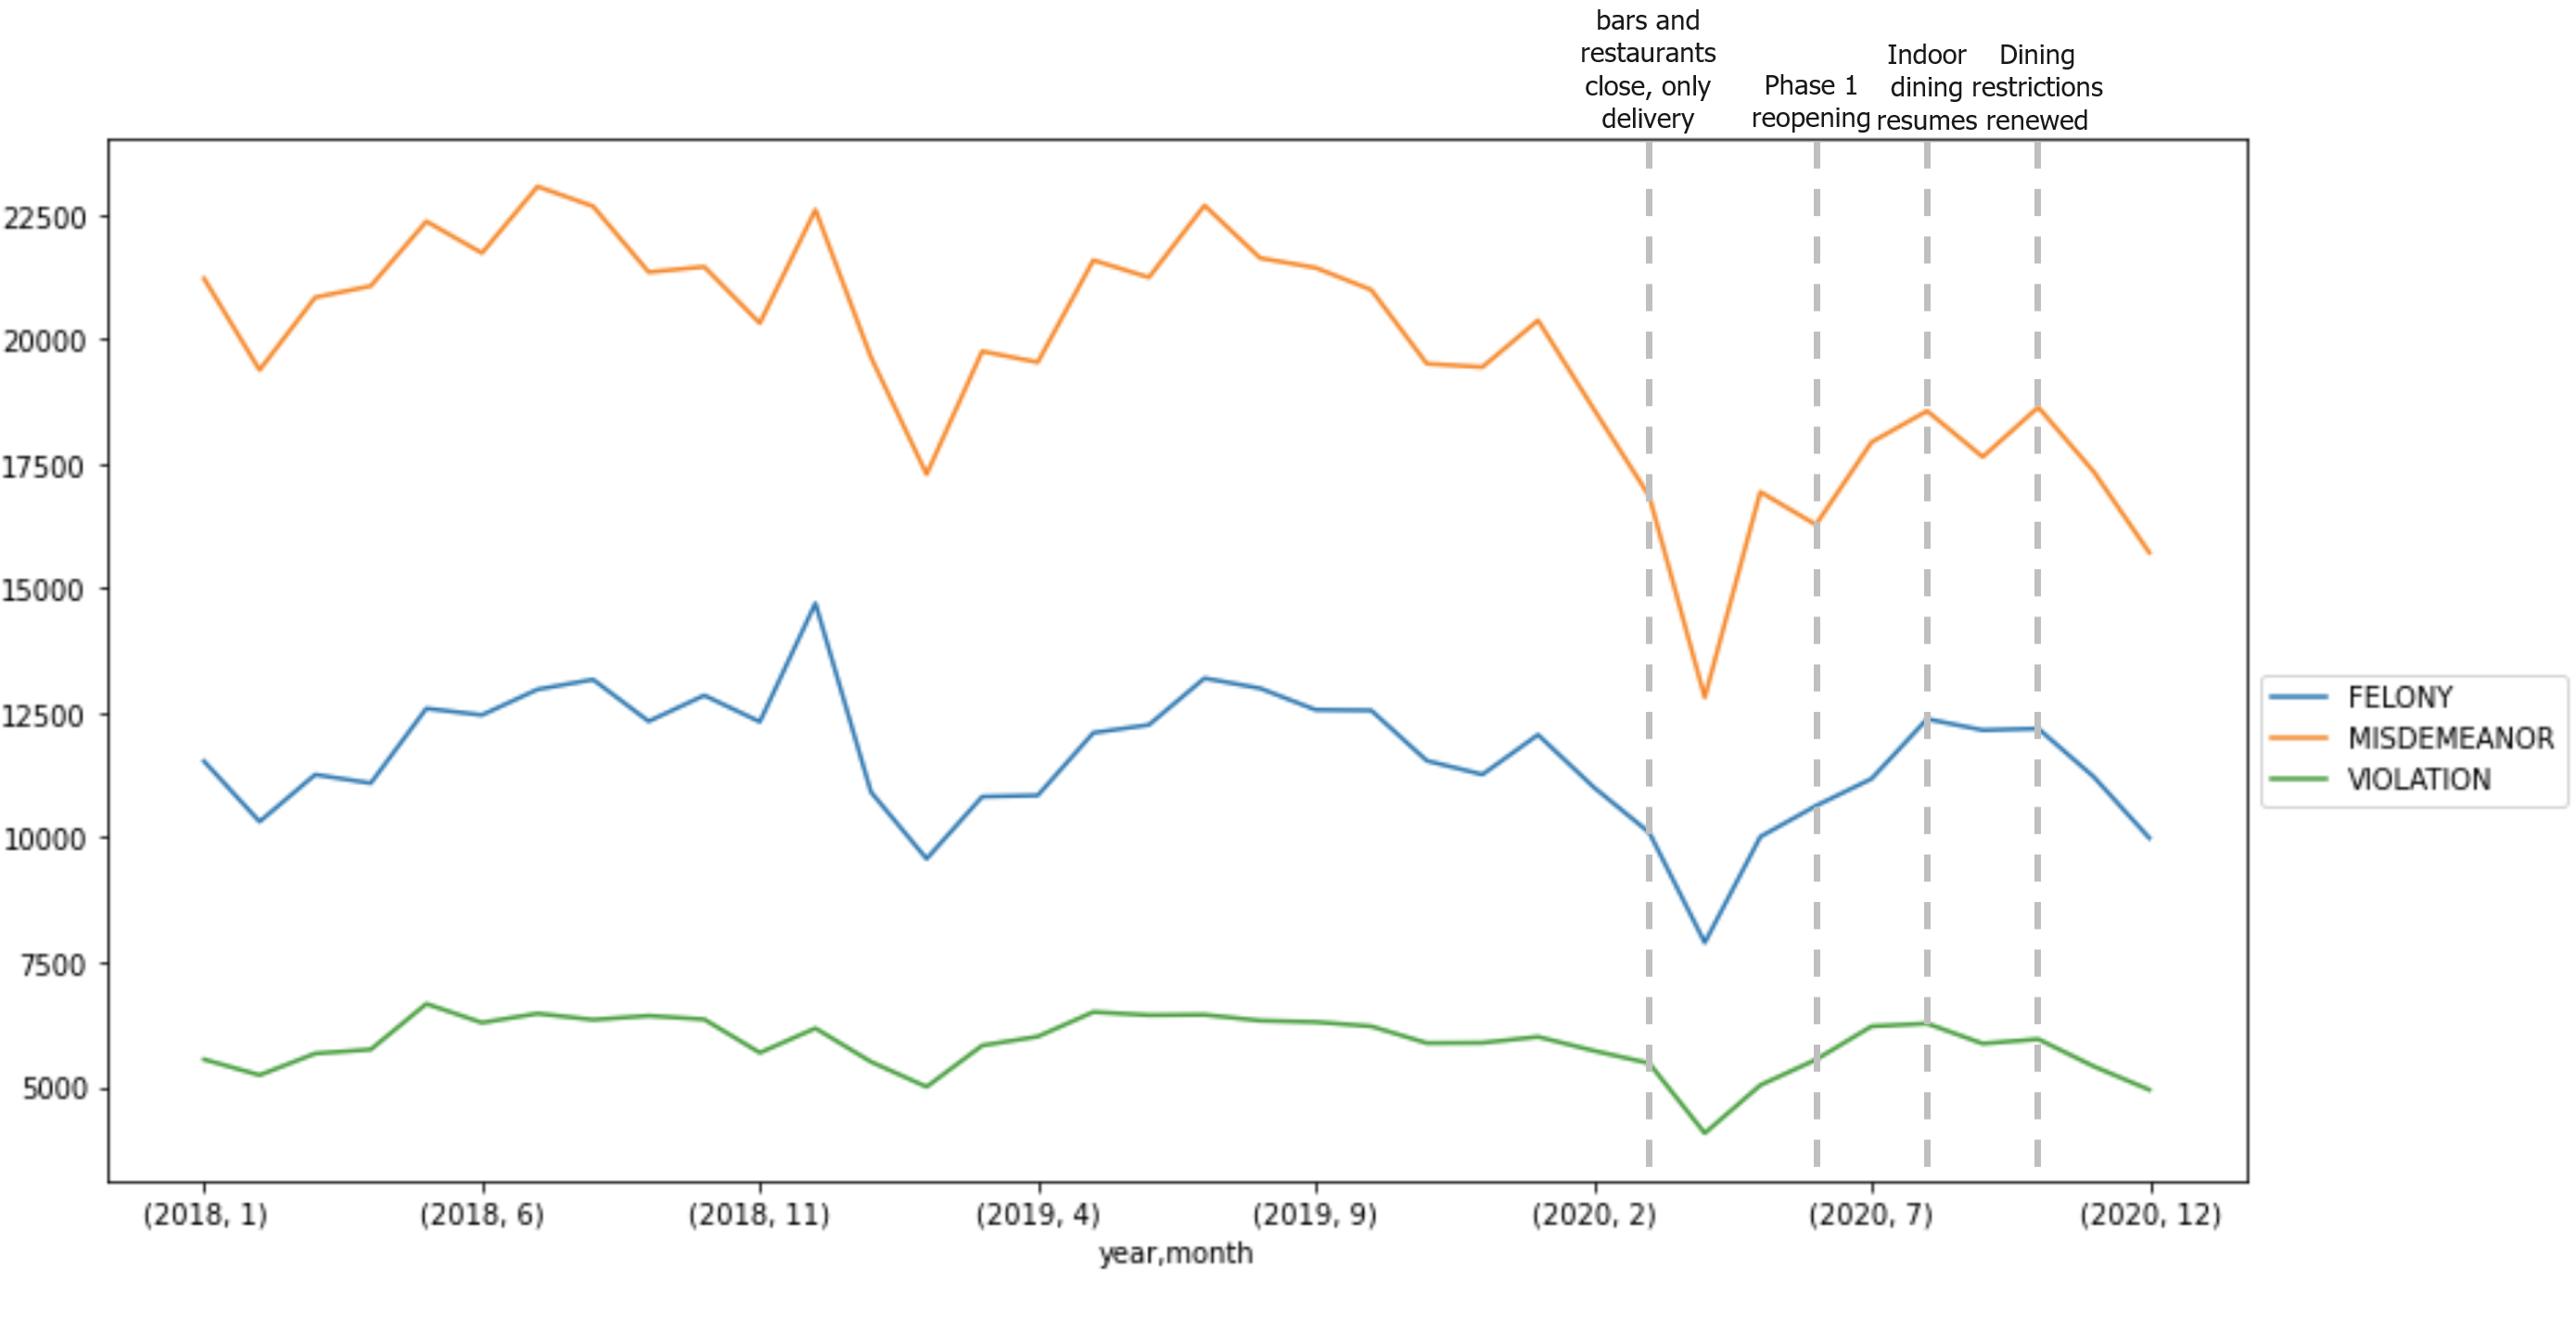 bars and
restaurants
close, only
delivery
Phase 1
reopening
Indoor
dining
resumes
Dining
restrictions
renewed
22500
20000
17500
15000
12500
10000
7500
5000
FELONY
MISDEMEANOR
VIOLATION
(2018, 1)
(2018, 6)
(2018, 11)
(2019, 4)
(2019, 9)
(2020, 2)
(2020, 7)
(2020, 12)
year,month